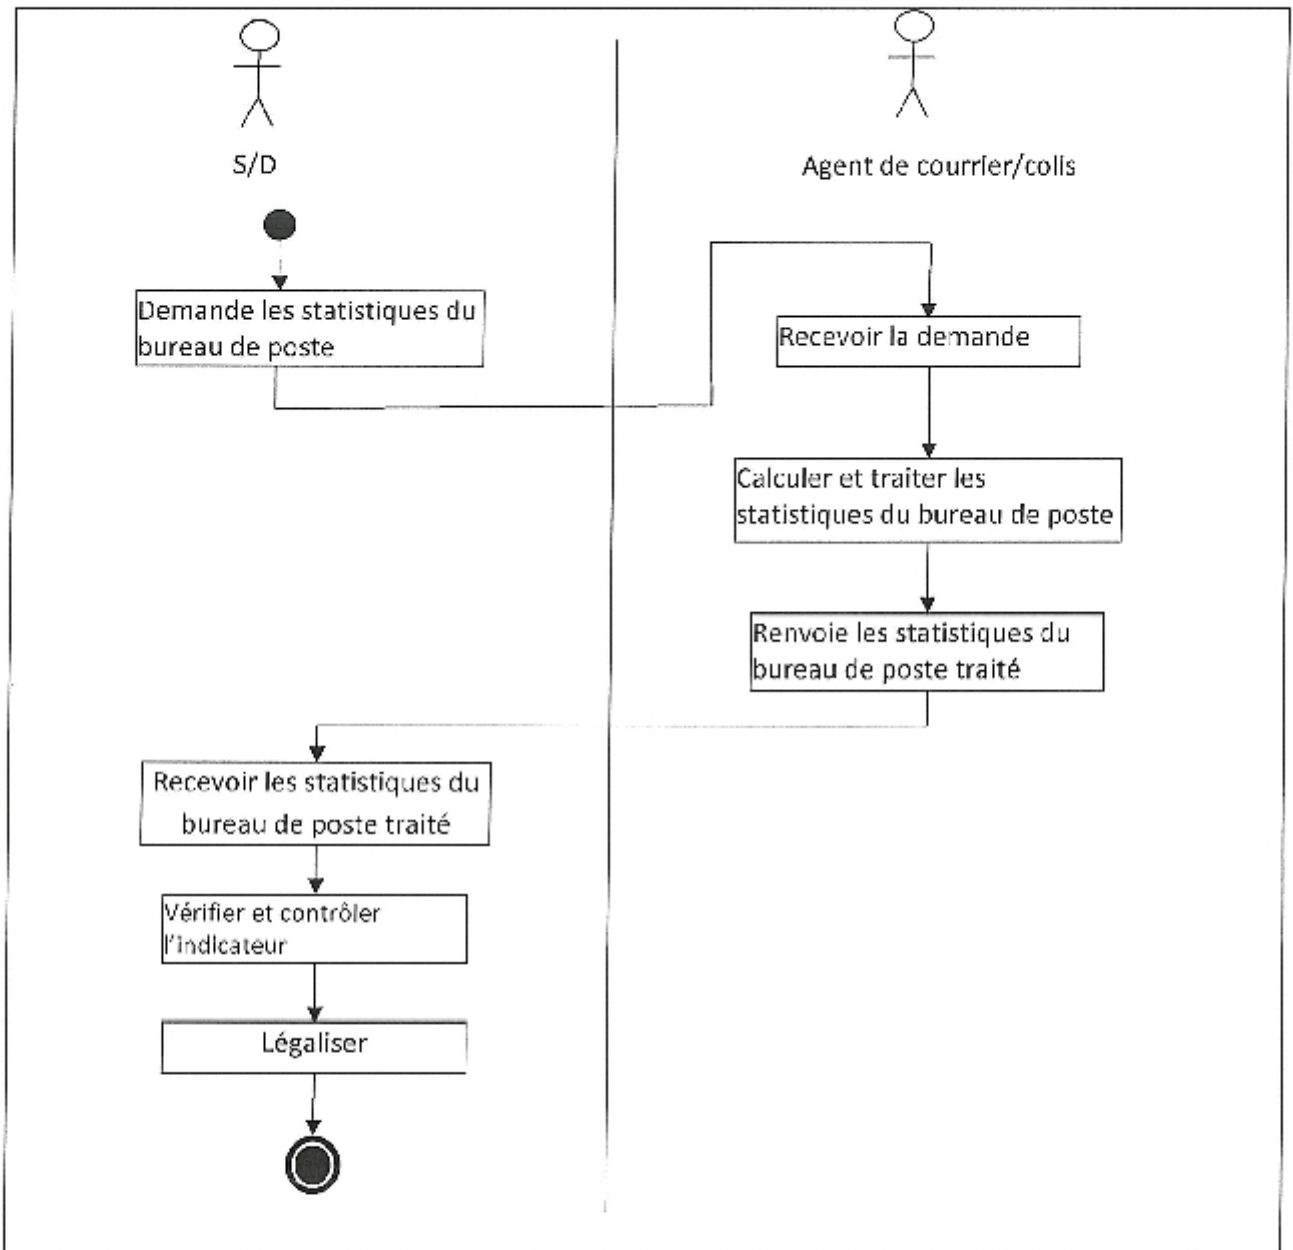 S/D
Agent de courrier/colis
Demande les statistiques du
bureau de poste
Recevoir la demande
Calculer et traiter les
statistiques du bureau de poste
Renvoie les statistiques du
bureau de poste traité
Recevoir les statistiques du
bureau de poste traité
Vérifier et contrôler
l'indicateur
Légaliser